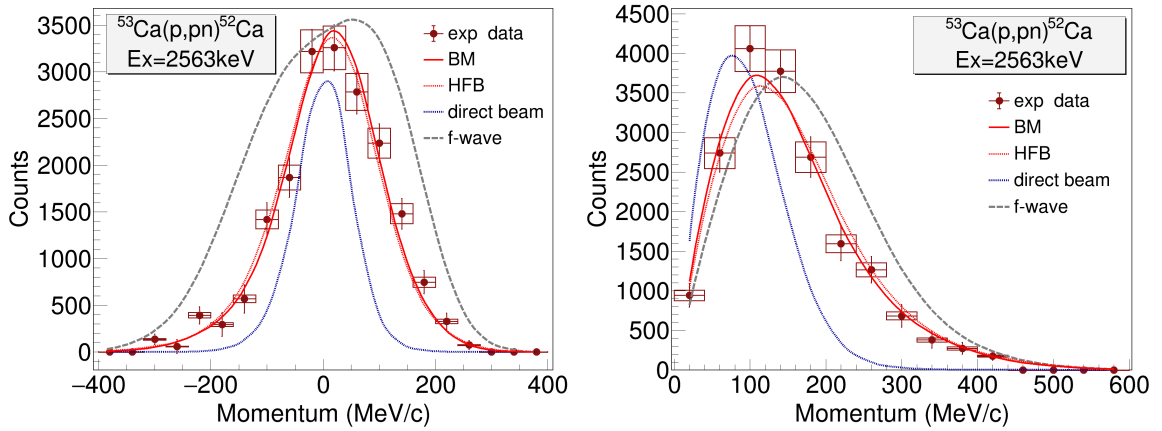 ⁵³Ca(p,pn)⁵²Ca
Ex=2563keV
exp data
BM
HFB
direct beam
f-wave
Counts
3500
3000
2500
2000
1500
1000
500
0
−400
−200
0
200
400
Momentum (MeV/c)
⁵³Ca(p,pn)⁵²Ca
Ex=2563keV
exp data
BM
HFB
direct beam
f-wave
Counts
4500
4000
3500
3000
2500
2000
1500
1000
500
0
0
100
200
300
400
500
600
Momentum (MeV/c)